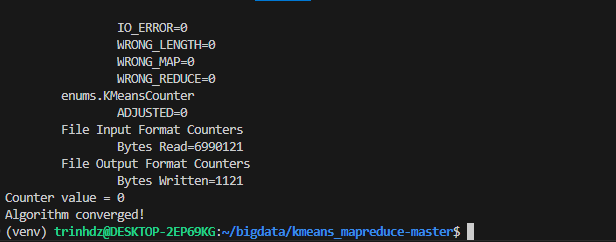 IO_ERROR=0
WRONG_LENGTH=0
WRONG_MAP=0
WRONG_REDUCE=0
enums.KMeansCounter
ADJUSTED=0
File Input Format Counters
Bytes Read=6990121
File Output Format Counters
Bytes Written=1121
Counter value = 0
Algorithm converged!
(venv) trinhdz@DESKTOP-2EP69KG:~/bigdata/kmeans_mapreduce-master$